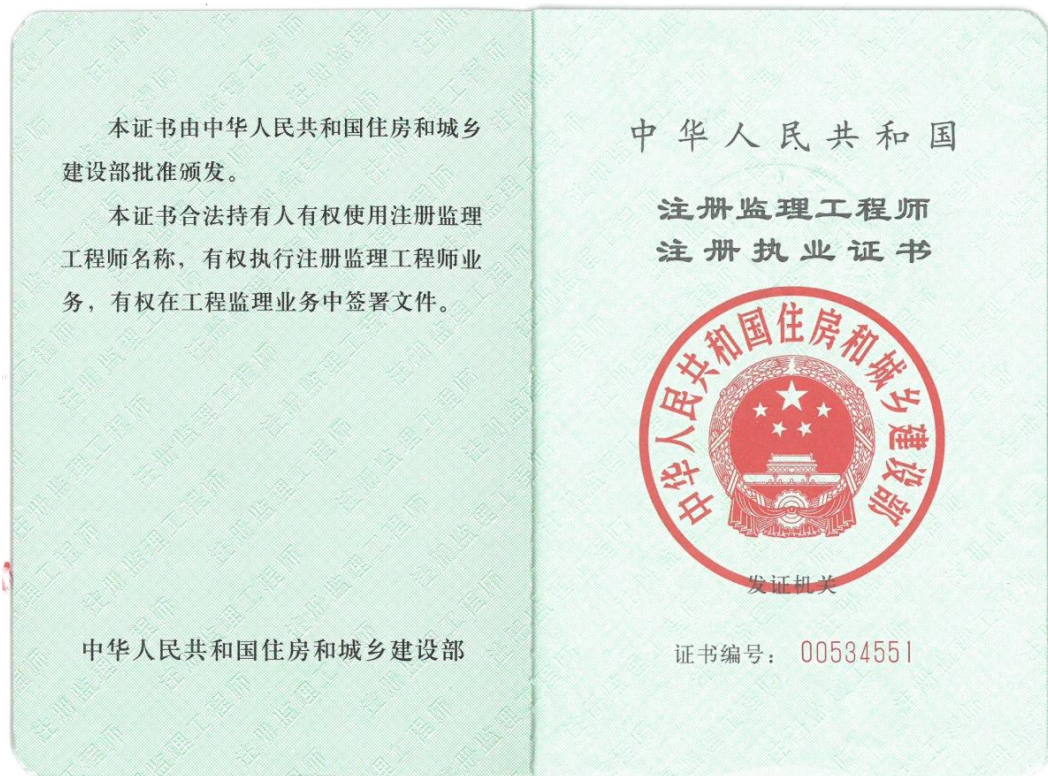 本证书由中华人民共和国住房和城乡
建设部批准颁发。
本证书合法持有人有权使用注册监理
工程师名称，有权执行注册监理工程师业
务，有权在工程监理业务中签署文件。
中华人民共和国住房和城乡建设部
中华人民共和国
注册监理工程师
注册执业证书
中华人民共和国住房和城乡建设部
发证机关
证书编号： 00534551